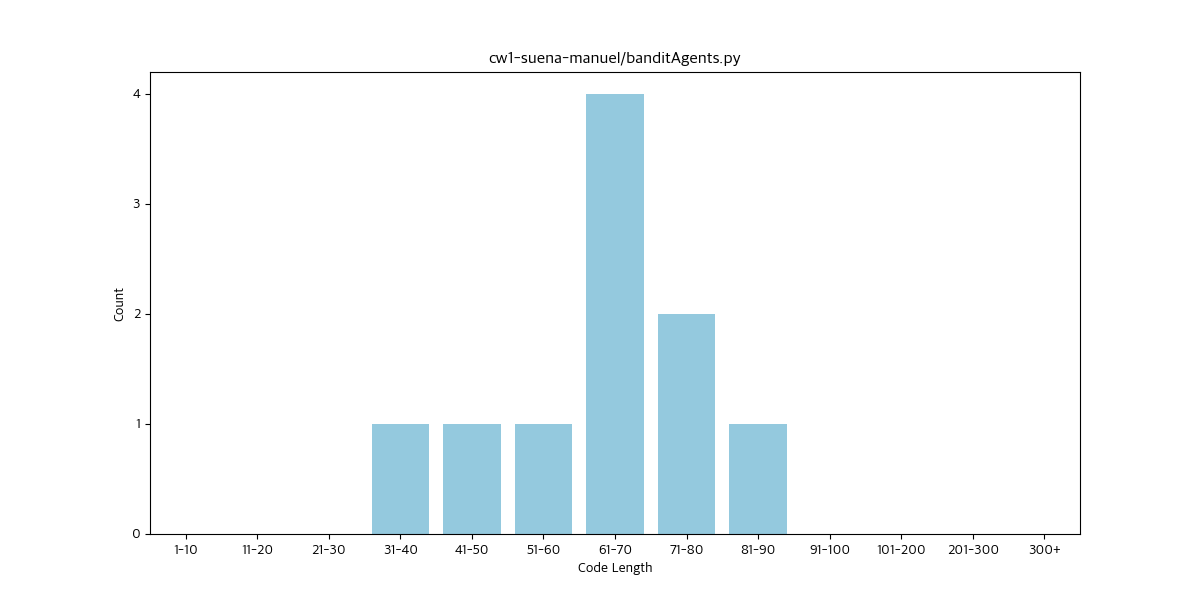 cw1-suena-manuel/banditAgents.py
4
3
2
1
0
Count
1-10 11-20 21-30 31-40 41-50 51-60 61-70 71-80 81-90 91-100 101-200 201-300 300+
Code Length